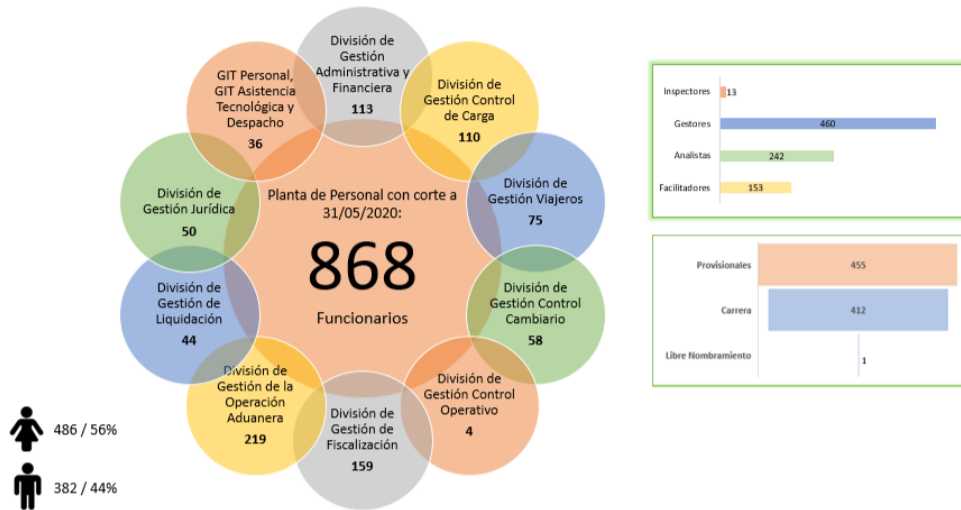 División de
Gestión
Administrativa y
Financiera
113
División de
Gestión Control
de Carga
110
División de
Gestión Viajeros
75
División de
Gestión Control
Cambiario
58
División de
Gestión Control
Operativo
4
División de
Gestión de
Fiscalización
159
División de
Gestión de la
Operación
Aduanera
219
División de
Gestión de
Liquidación
44
División de
Gestión Jurídica
50
GIT Personal,
GIT Asistencia
Tecnológica y
Despacho
36
Planta de Personal con corte a
31/05/2020:
868
Funcionarios
486 / 56%
382 / 44%
Inspectores 13
Gestores 460
Analistas 242
Facilitadores 153
Provisionales 455
Carrera 412
Libre Nombramiento 1